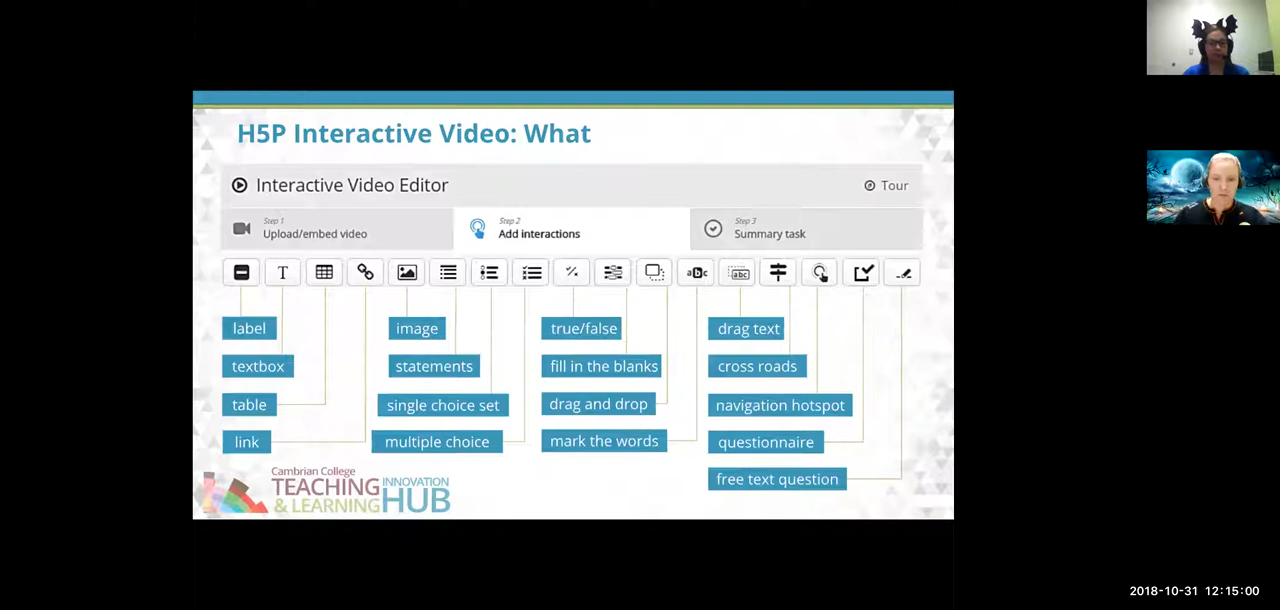 H5P Interactive Video: What
Interactive Video Editor
Tour
Step 1
Upload/embed video
Step 2
Add interactions
Step 3
Summary task
T
abc
abc
label
image
true/false
drag text
textbox
statements
fill in the blanks
cross roads
table
single choice set
drag and drop
navigation hotspot
link
multiple choice
mark the words
questionnaire
free text question
Cambrian College
TEACHING
& LEARNING
INNOVATION
HUB
2018-10-31 12:15:00